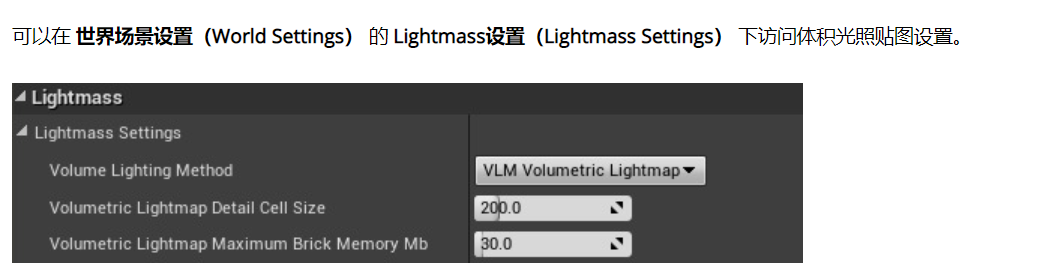 可以在 世界场景设置（World Settings） 的 Lightmass设置（Lightmass Settings） 下访问体积光照贴图设置。
Lightmass
Lightmass Settings
Volume Lighting Method VLM Volumetric Lightmap
Volumetric Lightmap Detail Cell Size 200.0
Volumetric Lightmap Maximum Brick Memory Mb 30.0